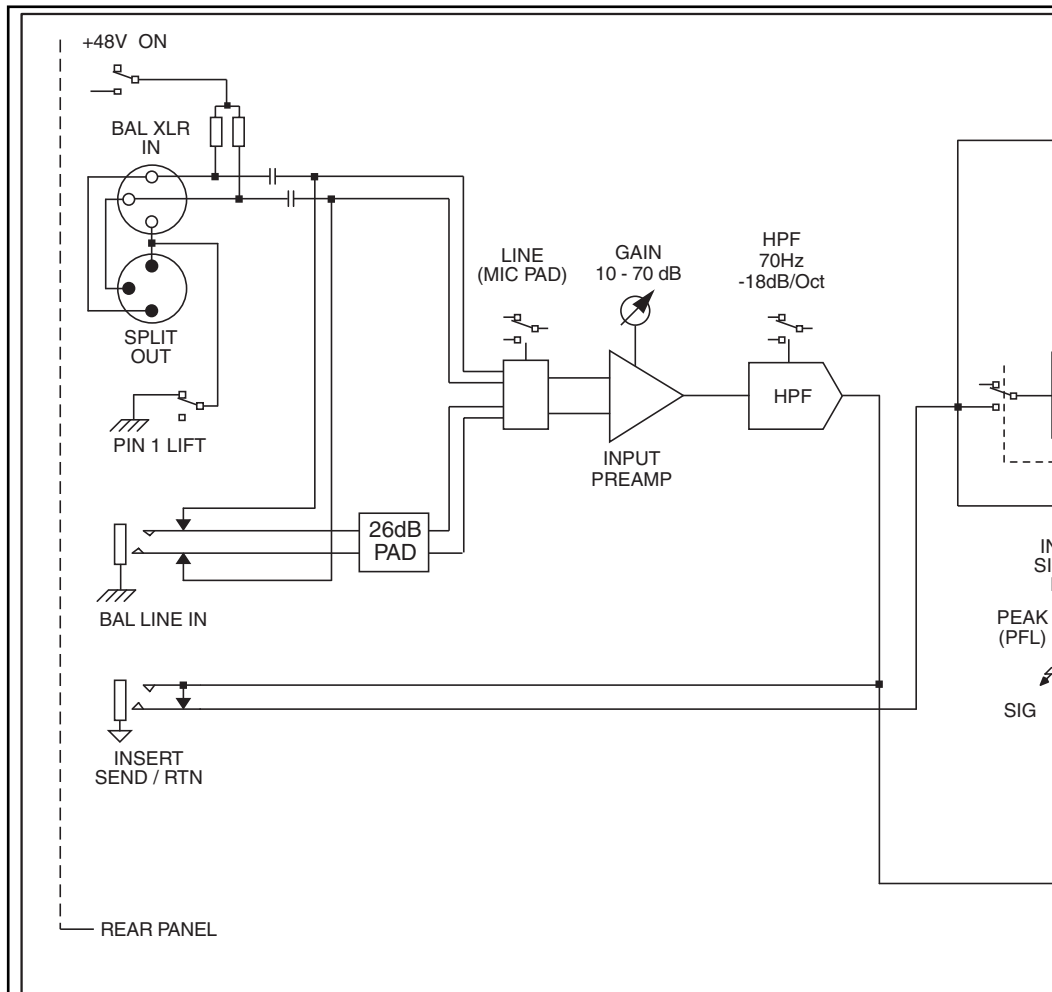 +48V ON
BAL XLR
IN
SPLIT
OUT
PIN 1 LIFT
LINE
(MIC PAD)
GAIN
10 - 70 dB
HPF
70Hz
-18dB/Oct
HPF
INPUT
PREAMP
26dB
PAD
BAL LINE IN
INSERT
SEND / RTN
PEAK
(PFL)
SIG
REAR PANEL